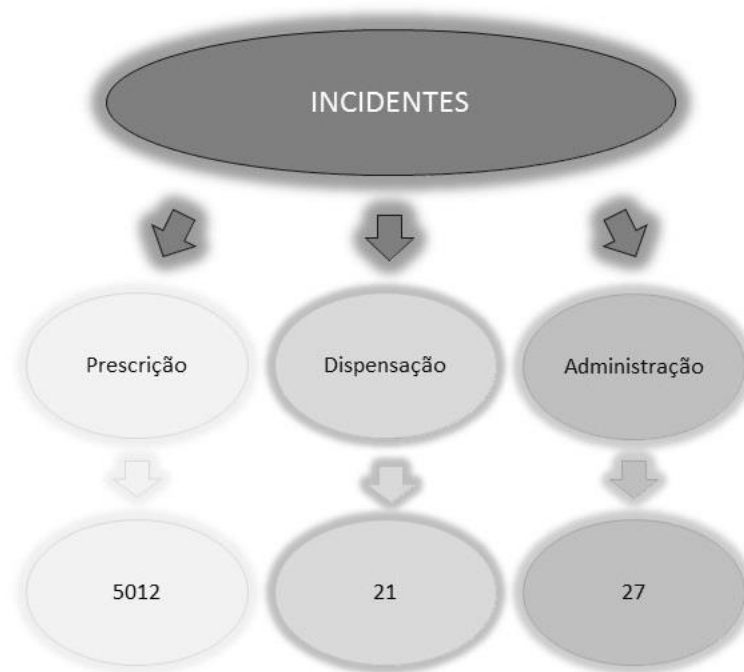 INCIDENTES
Prescrição
Dispensação
Administração
5012
21
27